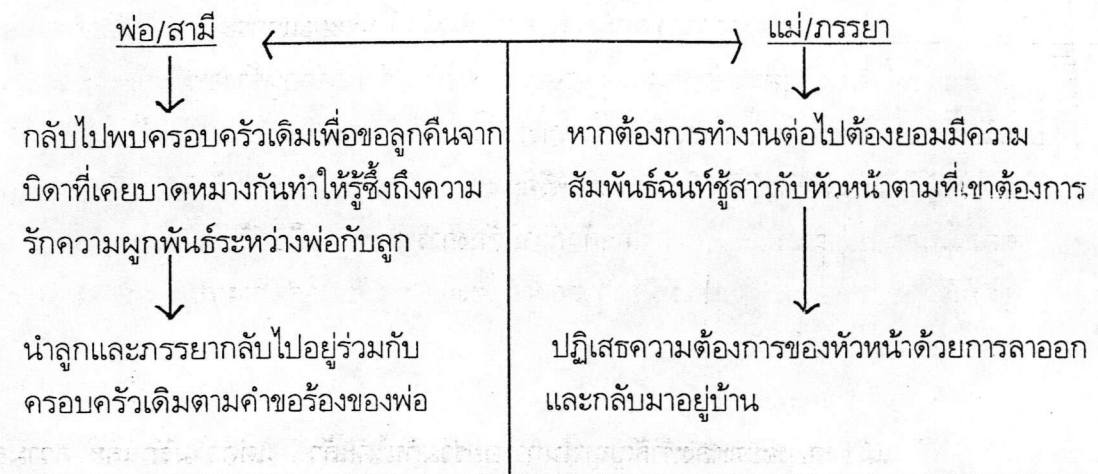 พ่อ/สามี
แม่/ภรรยา
กลับไปพบครอบครัวเดิมเพื่อขอลูกคืนจาก
บิดาที่เคยบาดหมางกันทำให้รู้ซึ้งถึงความ
รักความผูกพันธ์ระหว่างพ่อกับลูก
นำลูกและภรรยากลับไปอยู่ร่วมกับ
ครอบครัวเดิมตามคำขอร้องของพ่อ
หากต้องการทำงานต่อไปต้องยอมมีความ
สัมพันธ์ฉันท์ชู้สาวกับหัวหน้าตามที่เขาต้องการ
ปฏิเสธความต้องการของหัวหน้าด้วยการลาออก
และกลับมาอยู่บ้าน